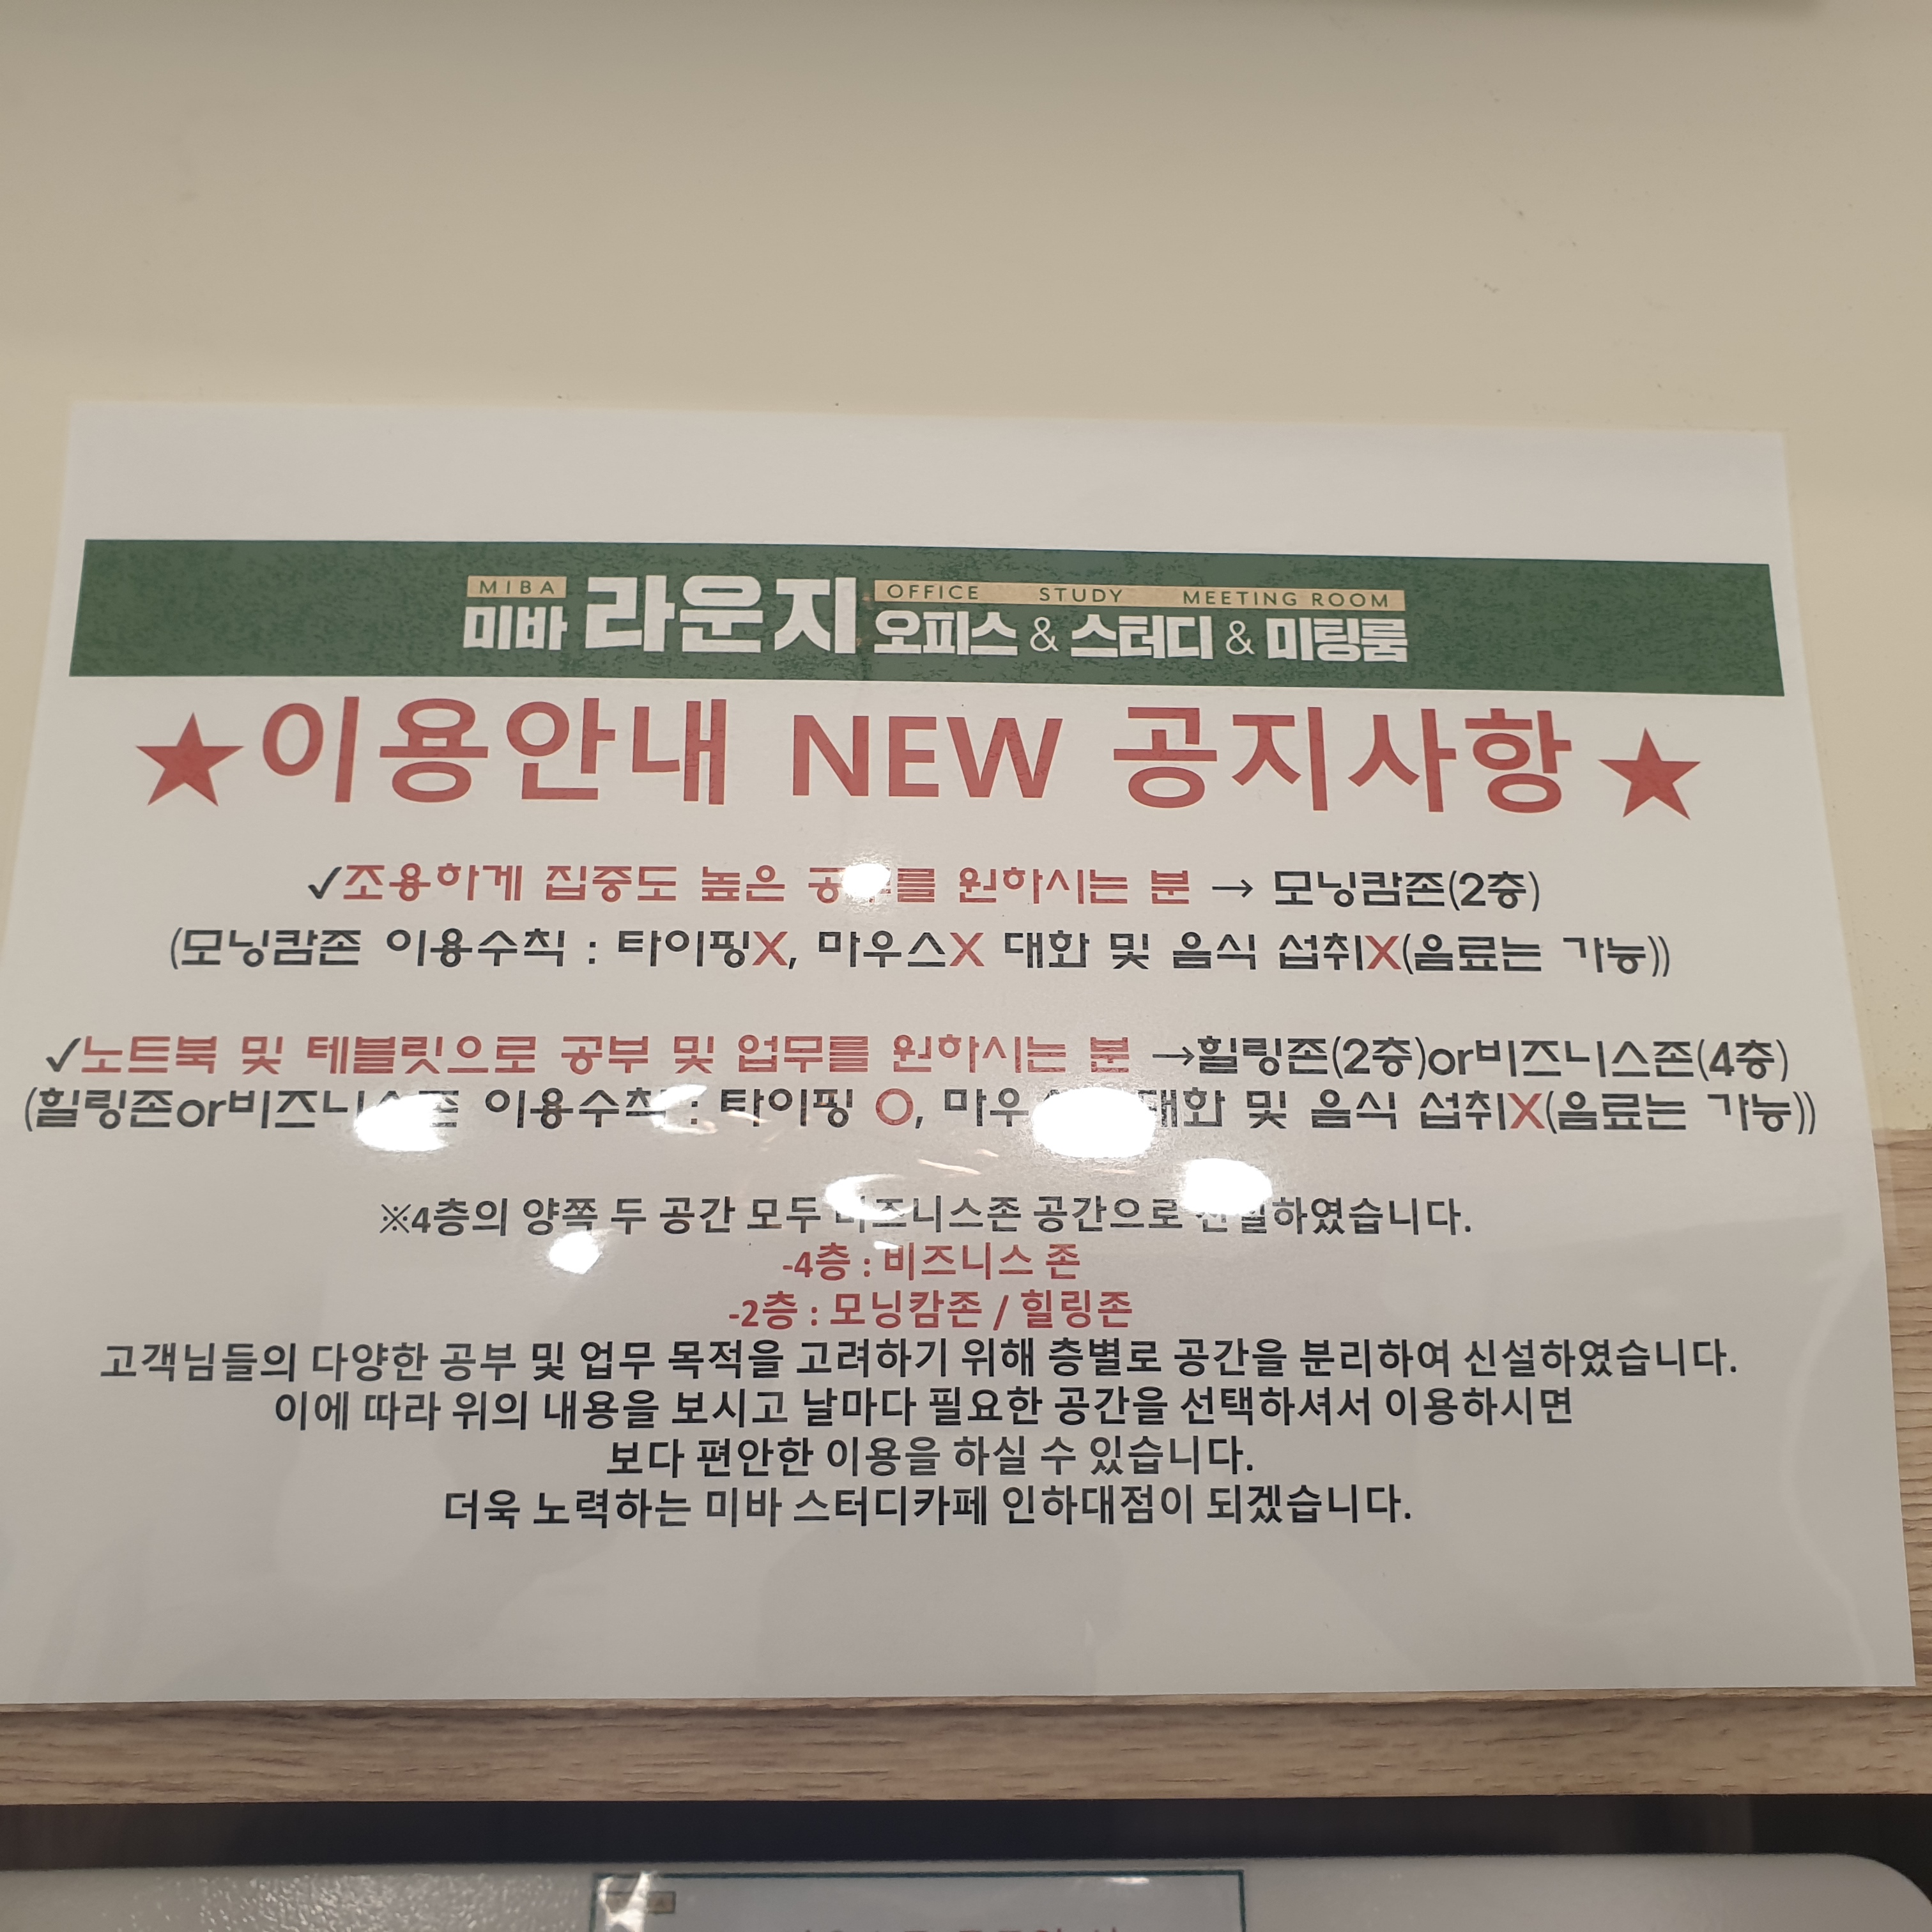 MIBA OFFICE STUDY MEETING ROOM
미바 라운지 오피스 & 스터디 & 미팅룸
★이용안내 NEW 공지사항★
✓조용하게 집중도 높은 원하시는 분 → 모닝캄존(2층)
(모닝캄존 이용수칙 : 타이핑X, 마우스X 대화 및 음식 섭취X(음료는 가능))
✓노트북 및 테블릿으로 공부 및 업무를 원하시는 분 →힐링존(2층)or비즈니스존(4층)
(힐링존or비즈니스존 이용수칙 : 타이핑 O, 대화 및 음식 섭취X(음료는 가능))
※4층의 양쪽 두 공간 모두 비즈니스존 공간으로 신설하였습니다.
-4층 : 비즈니스 존
-2층 : 모닝캄존 / 힐링존
고객님들의 다양한 공부 및 업무 목적을 고려하기 위해 층별로 공간을 분리하여 신설하였습니다.
이에 따라 위의 내용을 보시고 날마다 필요한 공간을 선택하셔서 이용하시면
보다 편안한 이용을 하실 수 있습니다.
더욱 노력하는 미바 스터디카페 인하대점이 되겠습니다.